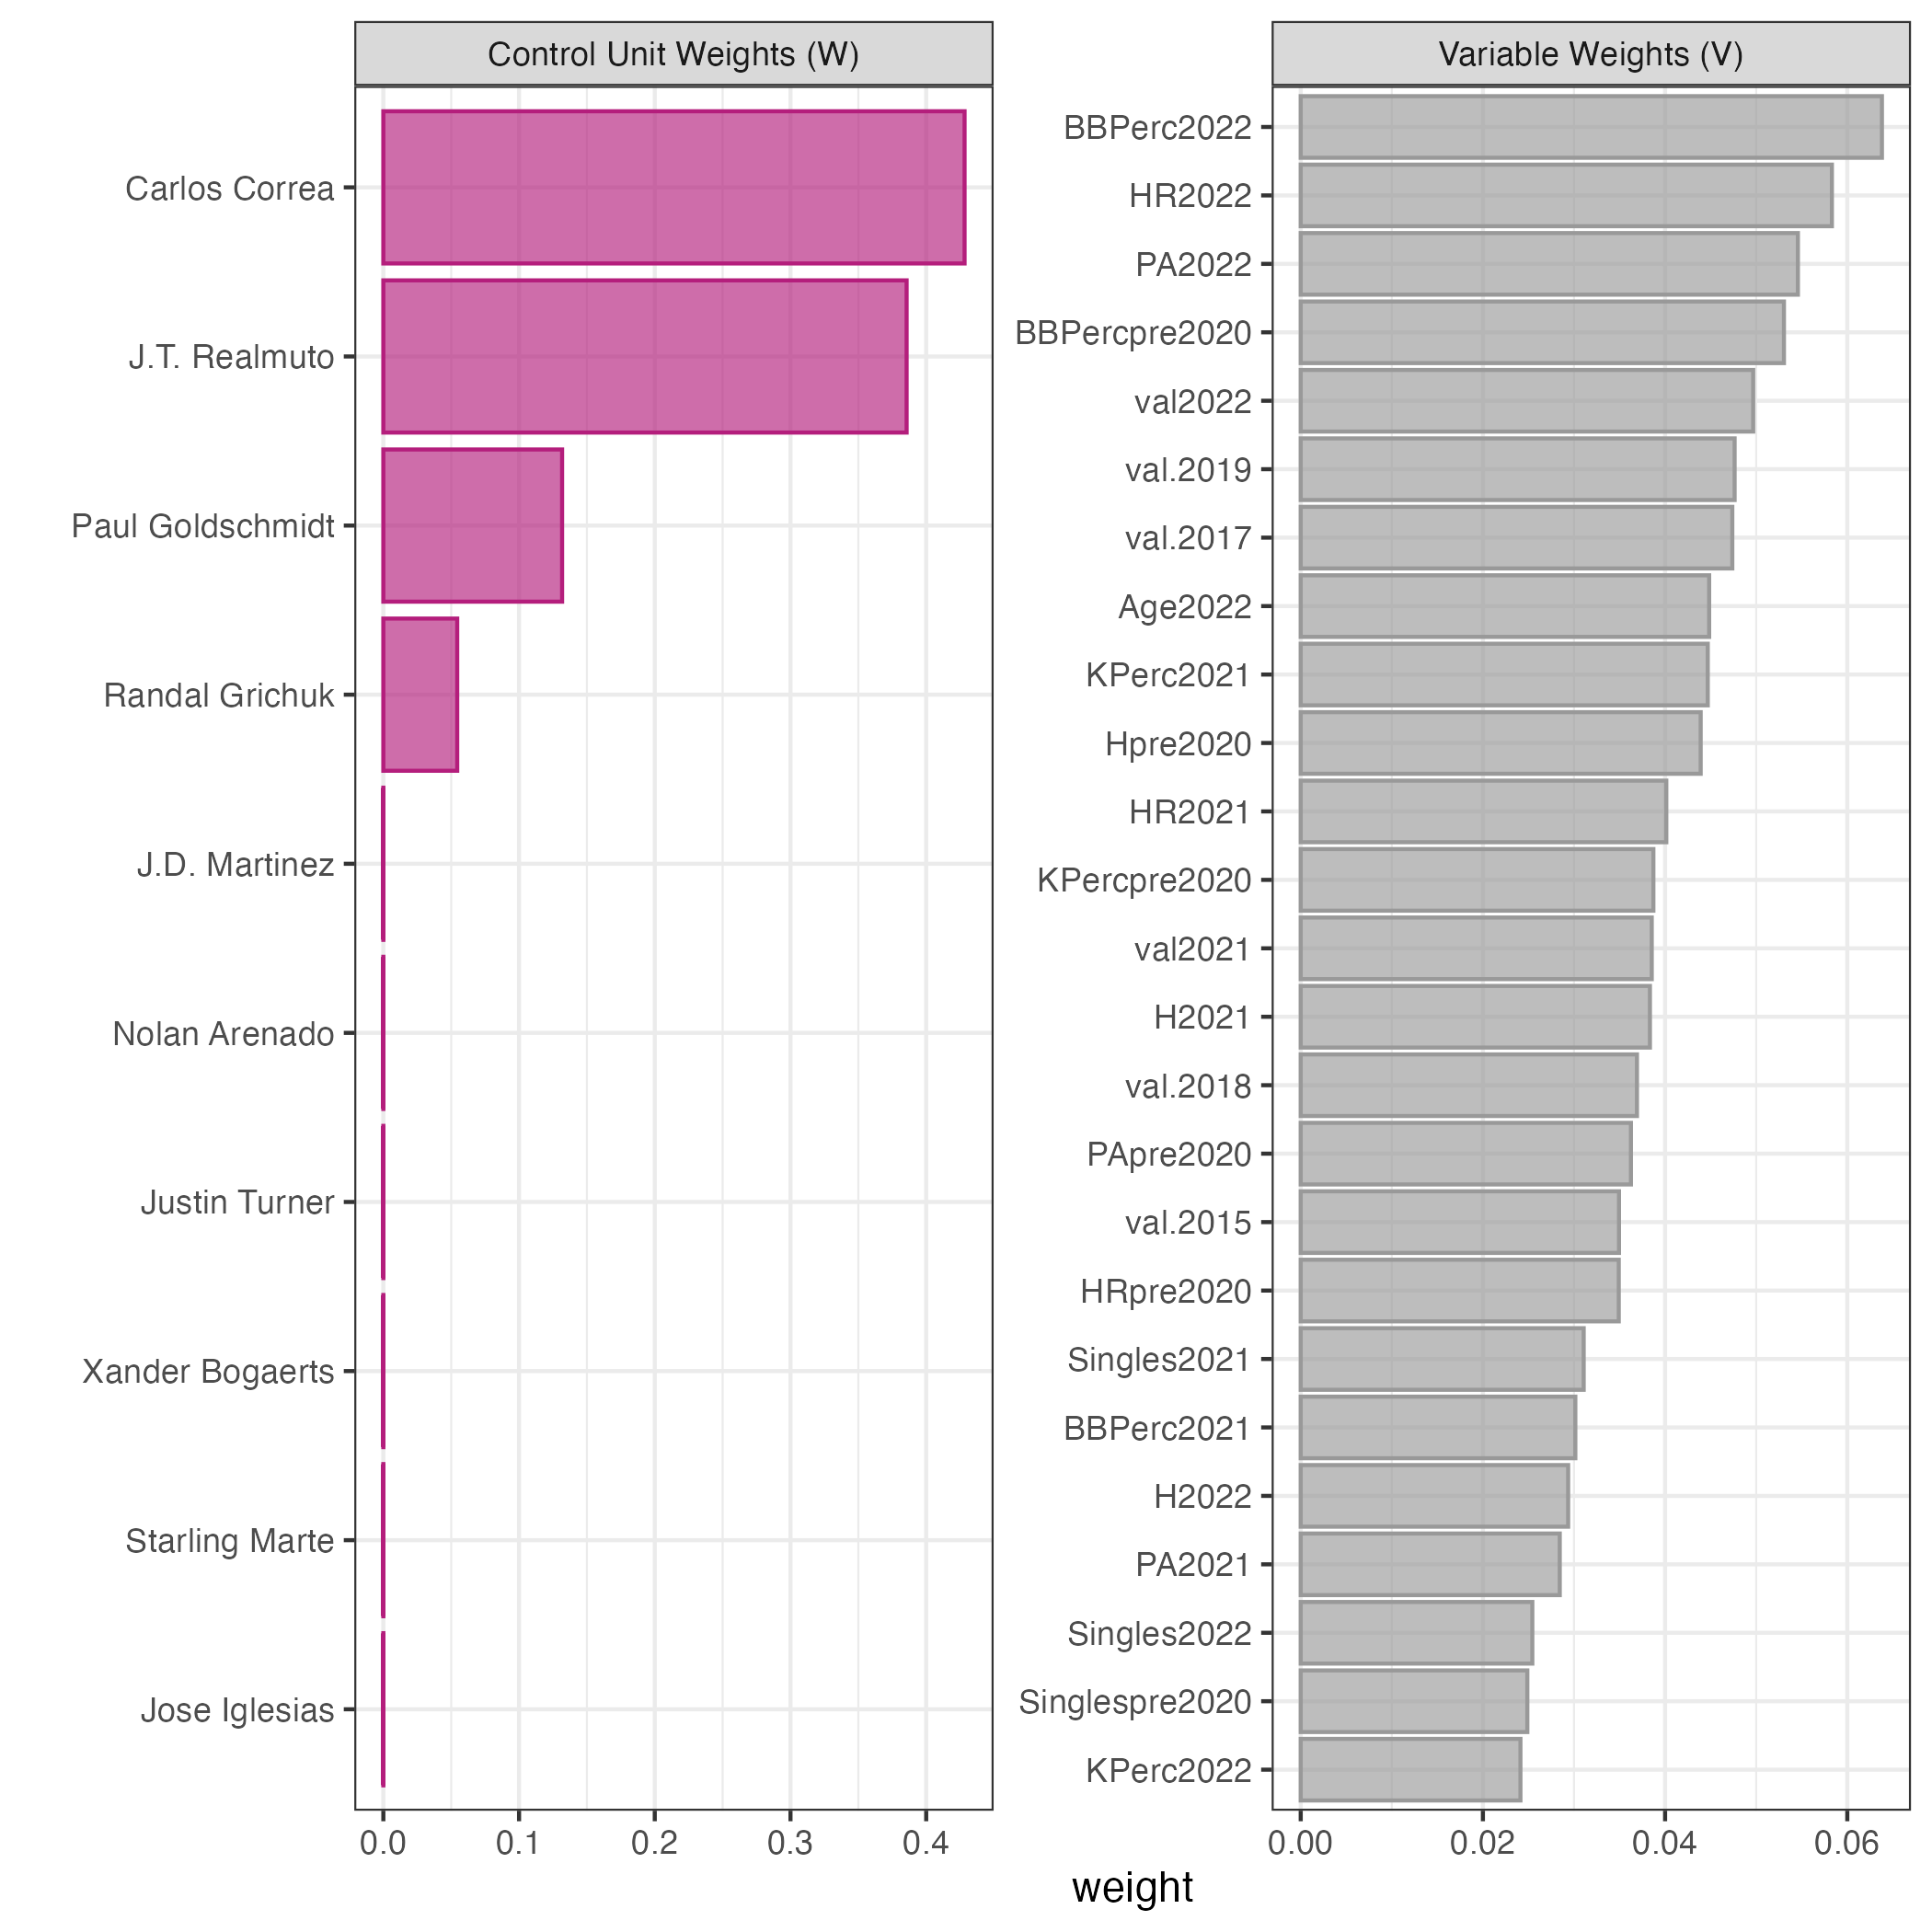 Control Unit Weights (W)
Carlos Correa
J.T. Realmuto
Paul Goldschmidt
Randal Grichuk
J.D. Martinez
Nolan Arenado
Justin Turner
Xander Bogaerts
Starling Marte
Jose Iglesias
0.0 0.1 0.2 0.3 0.4
Variable Weights (V)
BBPerc2022
HR2022
PA2022
BBPercpre2020
val2022
val.2019
val.2017
Age2022
KPerc2021
Hpre2020
HR2021
KPercpre2020
val2021
H2021
val.2018
PApre2020
val.2015
HRpre2020
Singles2021
BBPerc2021
H2022
PA2021
Singles2022
Singlespre2020
KPerc2022
0.00 0.02 0.04 0.06
weight